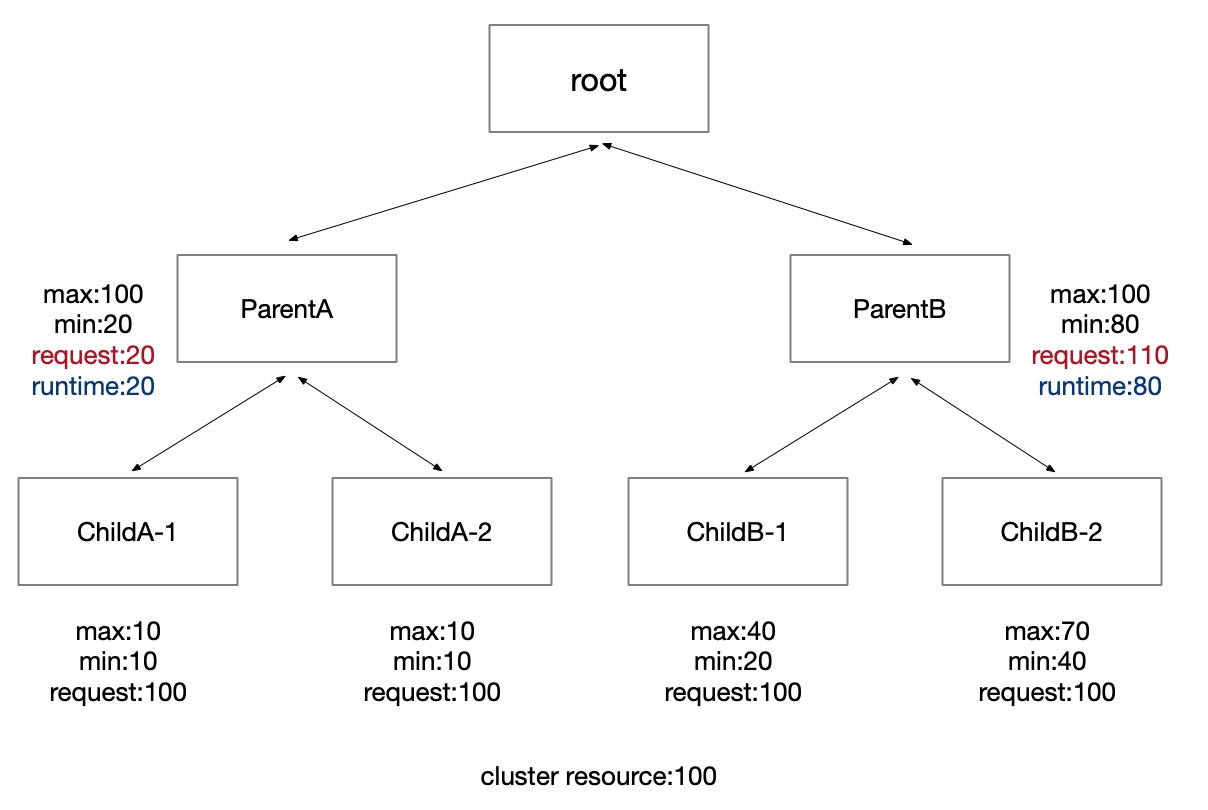 root
ParentA
max:100
min:20
request:20
runtime:20
ParentB
max:100
min:80
request:110
runtime:80
ChildA-1
max:10
min:10
request:100
ChildA-2
max:10
min:10
request:100
ChildB-1
max:40
min:20
request:100
ChildB-2
max:70
min:40
request:100
cluster resource:100